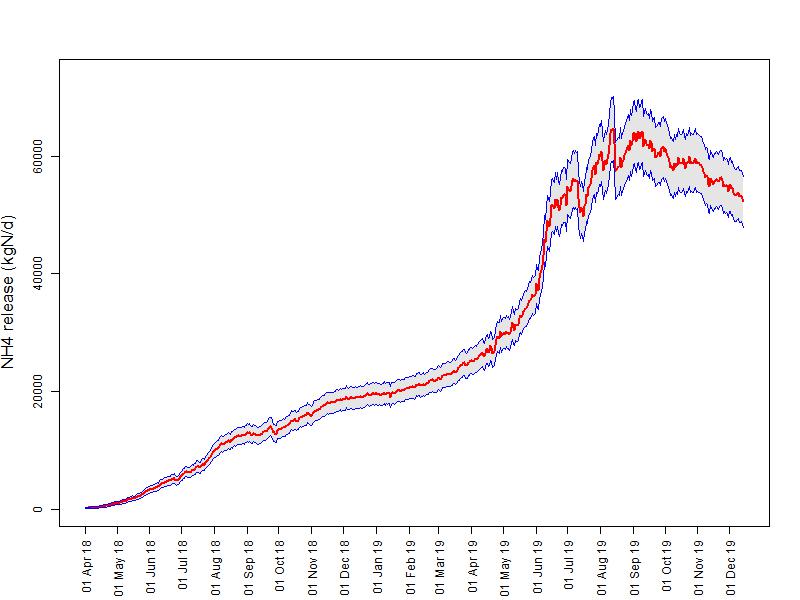 NH4 release (kgN/d)
60000
40000
20000
0
01 Apr 18
01 May 18
01 Jun 18
01 Jul 18
01 Aug 18
01 Sep 18
01 Oct 18
01 Nov 18
01 Dec 18
01 Jan 19
01 Feb 19
01 Mar 19
01 Apr 19
01 May 19
01 Jun 19
01 Jul 19
01 Aug 19
01 Sep 19
01 Oct 19
01 Nov 19
01 Dec 19